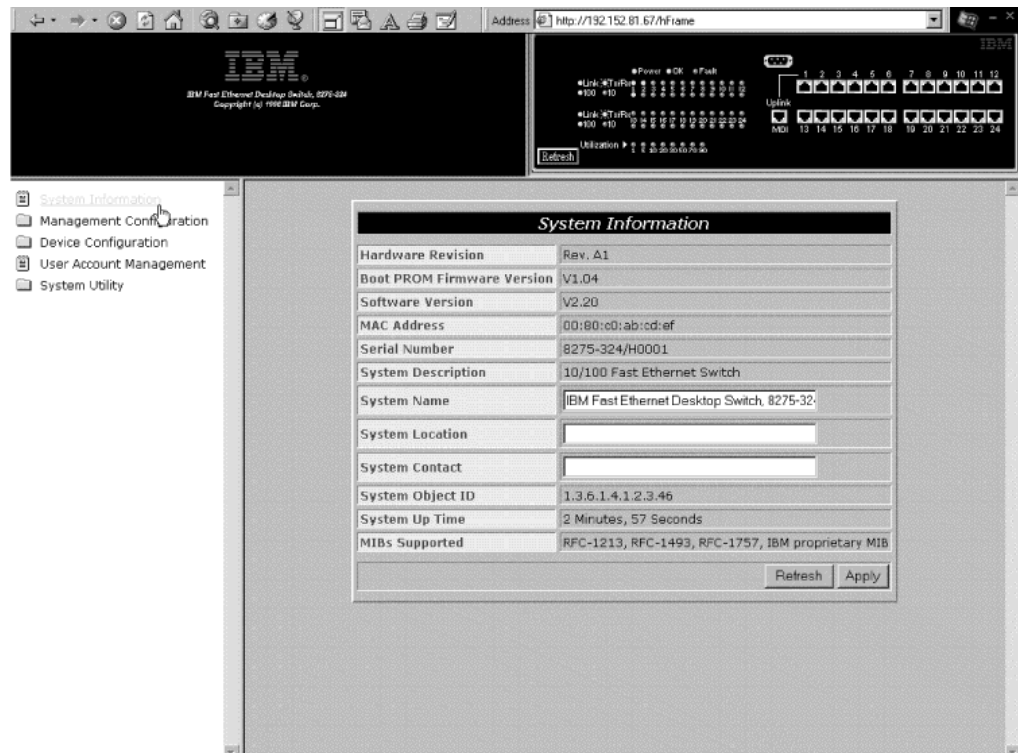 Address http://192.152.81.67/hFrame
IBM
IBM Fast Ethernet Desktop Switch, 8275-324
Copyright (c) 1998 IBM Corp.
IBM
Power OK Fault
Link Tx/Rx
100 10
Link Tx/Rx
100 10
Utilization
Refresh
1 2 3 4 5 6 7 8 9 10 11 12
Uplink
MDI 13 14 15 16 17 18 19 20 21 22 23 24
System Information
Management Configuration
Device Configuration
User Account Management
System Utility
System Information
Hardware Revision Rev. A1
Boot PROM Firmware Version V1.04
Software Version V2.20
MAC Address 00:80:c0:ab:cd:ef
Serial Number 8275-324/H0001
System Description 10/100 Fast Ethernet Switch
System Name IBM Fast Ethernet Desktop Switch, 8275-32
System Location
System Contact
System Object ID 1.3.6.1.4.1.2.3.46
System Up Time 2 Minutes, 57 Seconds
MIBs Supported RFC-1213, RFC-1493, RFC-1757, IBM proprietary MIB
Refresh Apply